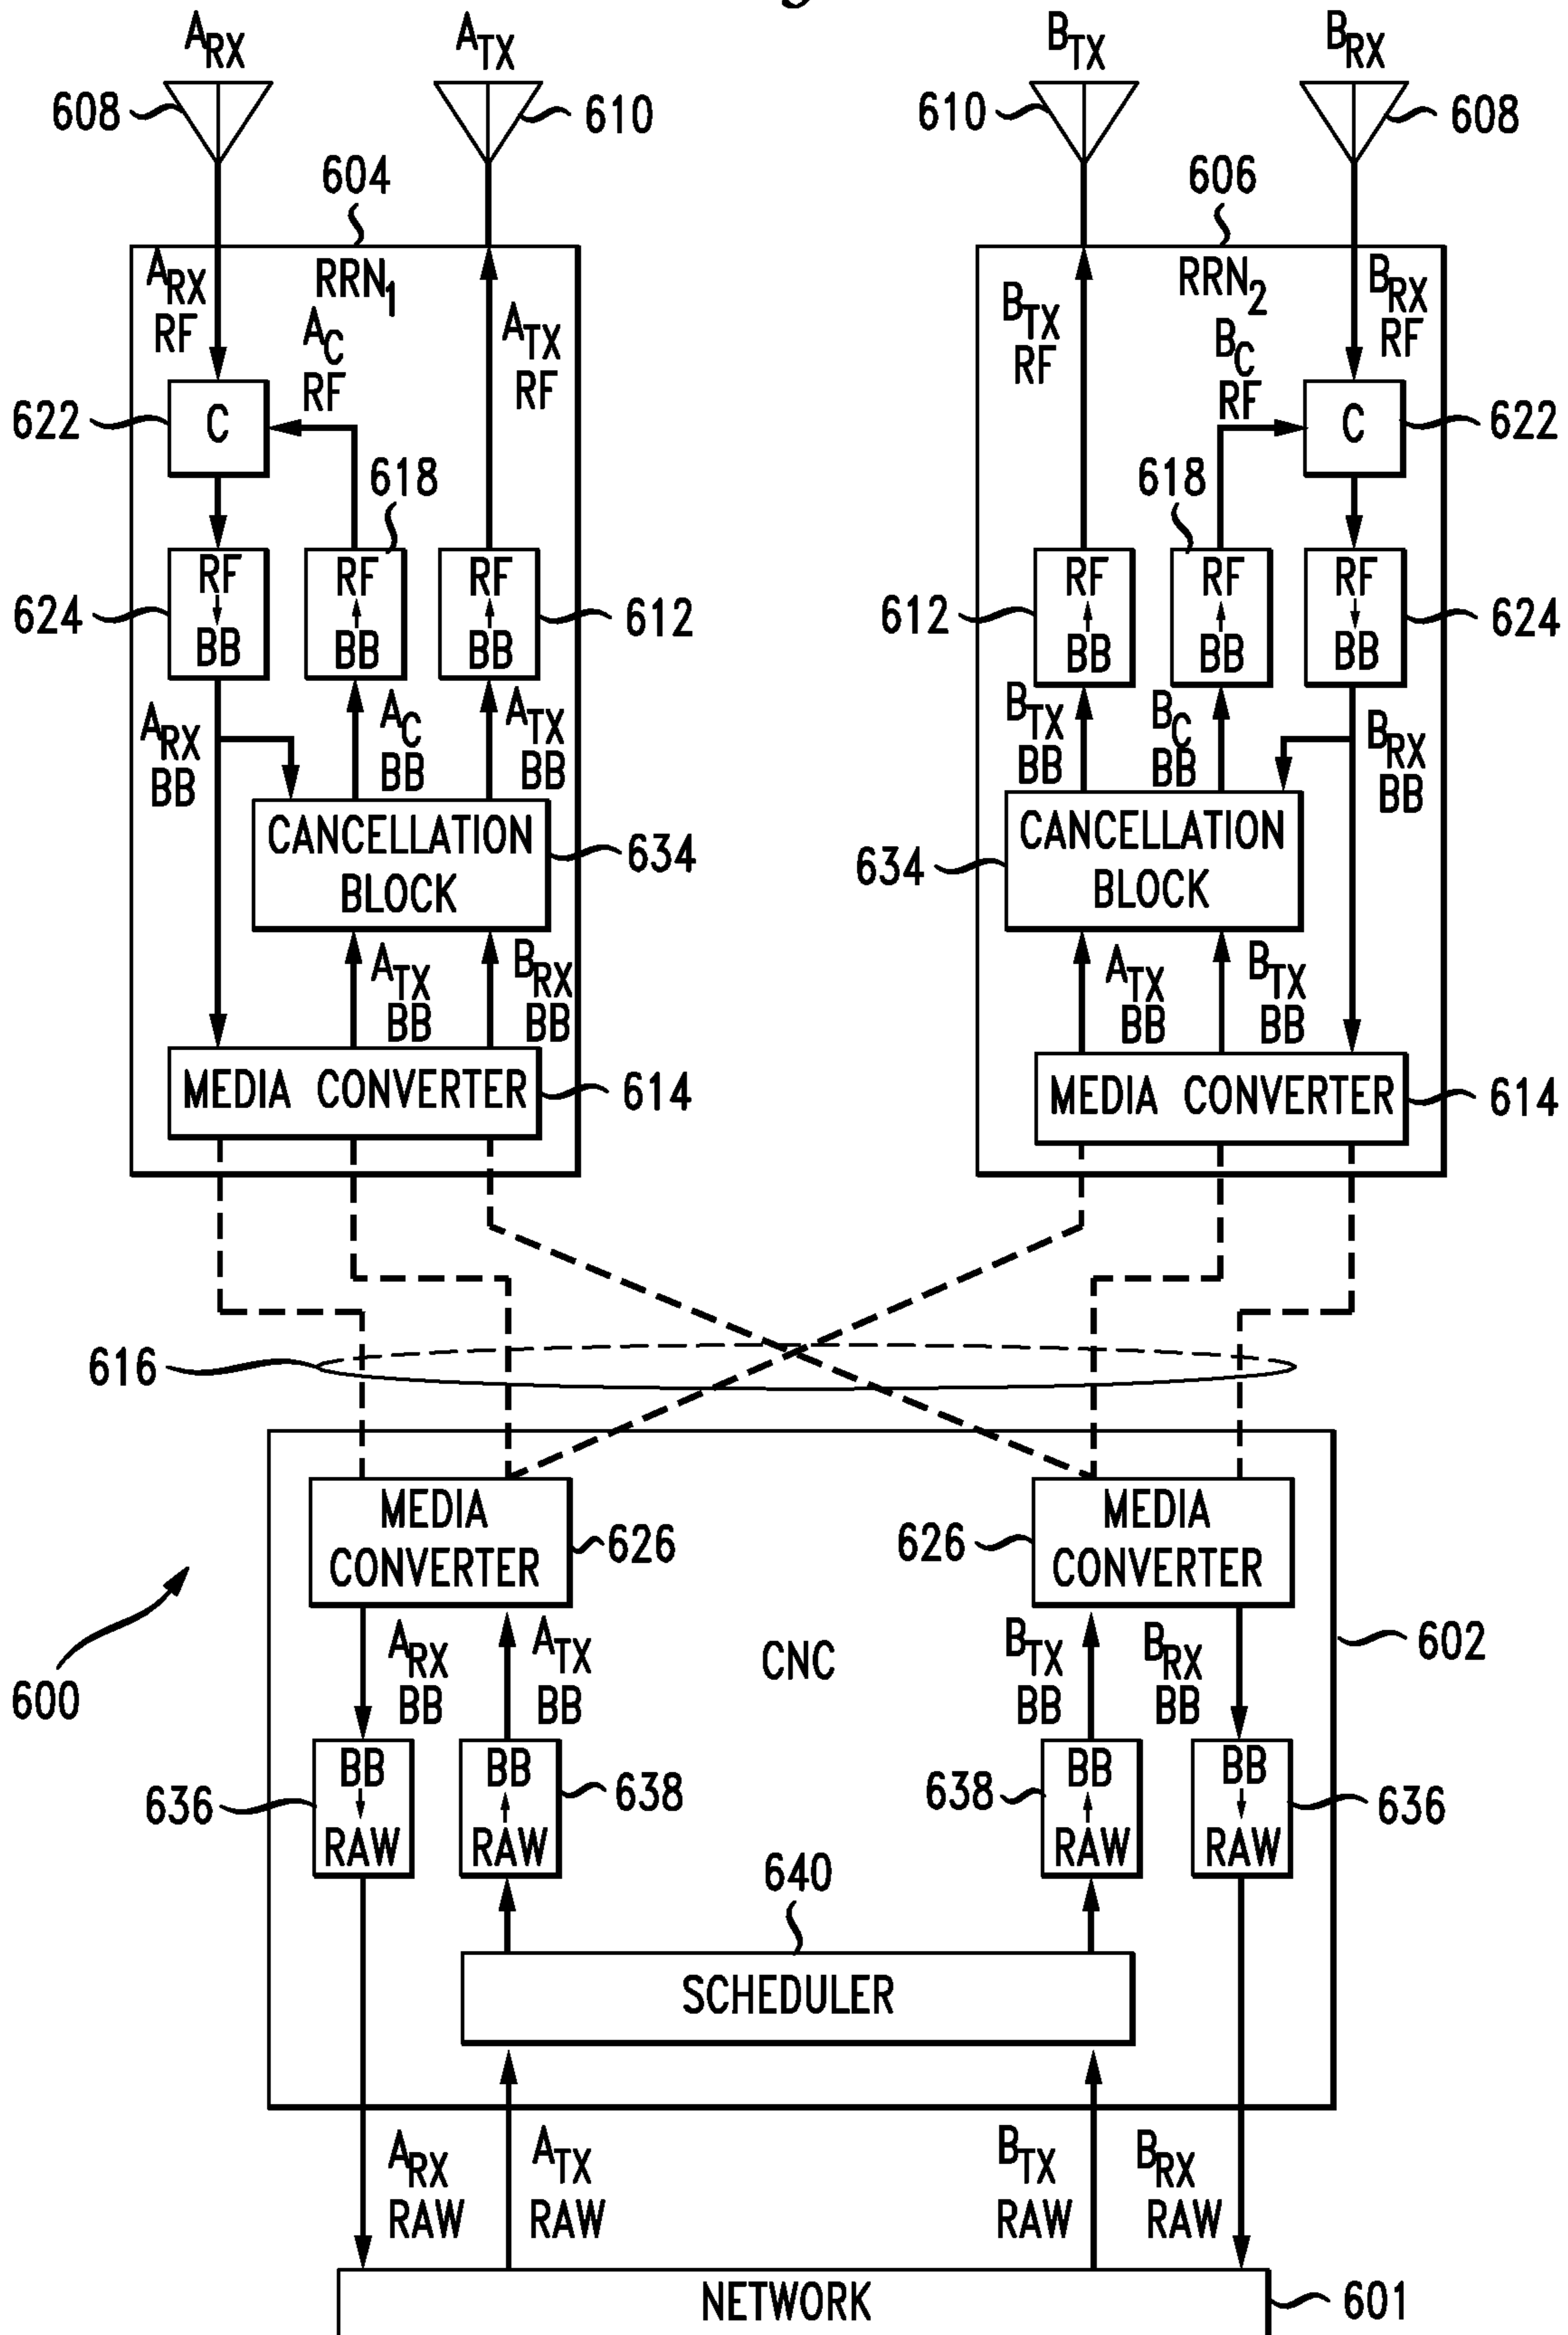 A_RX A_TX B_TX B_RX
608 610 610 608
604 606
A_RX RF
RRN_1
A_C RF
A_TX RF
B_TX RF
RRN_2
B_C RF
B_RX RF
622 C C 622
618 618
624
RF BB
RF BB
RF BB
612
612
RF BB
RF BB
RF BB
624
A_RX BB
A_C BB
A_TX BB
B_TX BB
B_C BB
B_RX BB
CANCELLATION
BLOCK
634
634
CANCELLATION
BLOCK
A_TX BB
B_RX BB
A_TX BB
B_TX BB
MEDIA CONVERTER
614
MEDIA CONVERTER
614
616
MEDIA
CONVERTER
626
626
MEDIA
CONVERTER
600
A_RX BB
A_TX BB
CNC
B_TX BB
B_RX BB
602
636
BB RAW
BB RAW
638
638
BB RAW
BB RAW
636
640
SCHEDULER
A_RX RAW
A_TX RAW
B_TX RAW
B_RX RAW
NETWORK
601